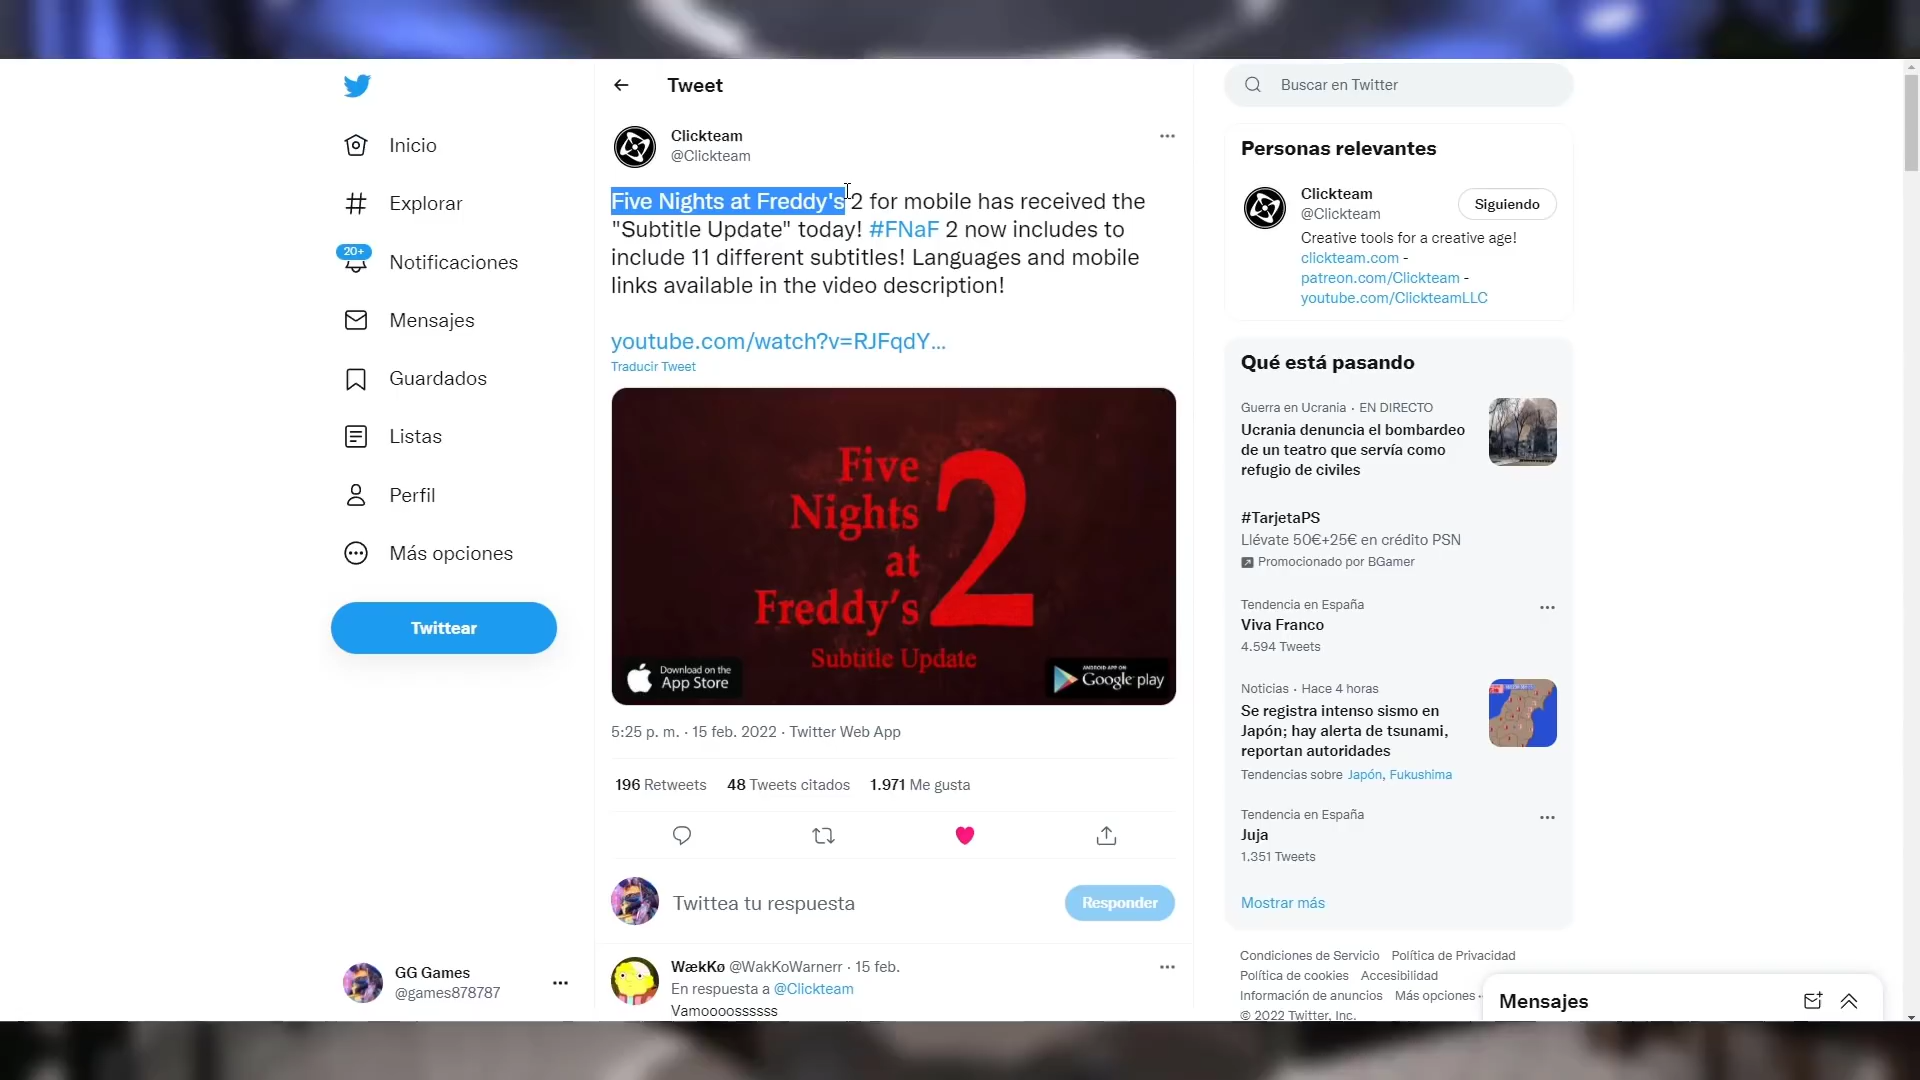 Inicio
Explorar
20+
Notificaciones
Mensajes
Guardados
Listas
Perfil
Más opciones
Twittear
GG Games
@games878787
Tweet
Clickteam
@Clickteam
Five Nights at Freddy's 2 for mobile has received the
"Subtitle Update" today! #FNaF 2 now includes to
include 11 different subtitles! Languages and mobile
links available in the video description!
youtube.com/watch?v=RJFqdY...
Traducir Tweet
Five
Nights
at
Freddy's
2
Subtitle Update
Download on the
App Store
ANDROID APP ON
Google play
5:25 p. m. · 15 feb. 2022 · Twitter Web App
196 Retweets 48 Tweets citados 1.971 Me gusta
Twittea tu respuesta
Responder
WækKø @WakKoWarnerr · 15 feb.
En respuesta a @Clickteam
Vamoooossssss
Buscar en Twitter
Personas relevantes
Clickteam
@Clickteam
Siguiendo
Creative tools for a creative age!
clickteam.com -
patreon.com/Clickteam -
youtube.com/ClickteamLLC
Qué está pasando
Guerra en Ucrania · EN DIRECTO
Ucrania denuncia el bombardeo
de un teatro que servía como
refugio de civiles
#TarjetaPS
Llévate 50€+25€ en crédito PSN
Promocionado por BGamer
Tendencia en España
Viva Franco
4.594 Tweets
Noticias · Hace 4 horas
Se registra intenso sismo en
Japón; hay alerta de tsunami,
reportan autoridades
Tendencias sobre Japón, Fukushima
Tendencia en España
Juja
1.351 Tweets
Mostrar más
Condiciones de Servicio Política de Privacidad
Política de cookies Accesibilidad
Información de anuncios Más opciones
© 2022 Twitter, Inc.
Mensajes